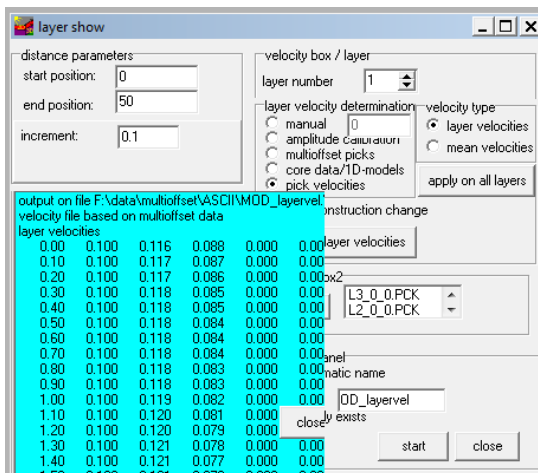 layer show
distance parameters
start position: 0
end position: 50
increment: 0.1
velocity box / layer
layer number 1
layer velocity determination
manual 0
amplitude calibration
multioffset picks
core data/1D-models
pick velocities
velocity type
layer velocities
mean velocities
apply on all layers
onstruction change
layer velocities
ox2
L3_0_0.PCK
L2_0_0.PCK
anel
matic name
OD_layervel
ly exists
start close
output on file F:\data\multioffset\ASCII\MOD_layervel.
velocity file based on multioffset data
layer velocities
0.00 0.100 0.116 0.088 0.000 0.00
0.10 0.100 0.117 0.087 0.000 0.00
0.20 0.100 0.117 0.086 0.000 0.00
0.30 0.100 0.118 0.085 0.000 0.00
0.40 0.100 0.118 0.085 0.000 0.00
0.50 0.100 0.118 0.084 0.000 0.00
0.60 0.100 0.118 0.084 0.000 0.00
0.70 0.100 0.118 0.084 0.000 0.00
0.80 0.100 0.118 0.083 0.000 0.00
0.90 0.100 0.118 0.083 0.000 0.00
1.00 0.100 0.119 0.082 0.000 0.00
1.10 0.100 0.120 0.081 0.000
1.20 0.100 0.120 0.079 0.000
1.30 0.100 0.121 0.078 0.000 0.00
1.40 0.100 0.121 0.077 0.000 0.00
close